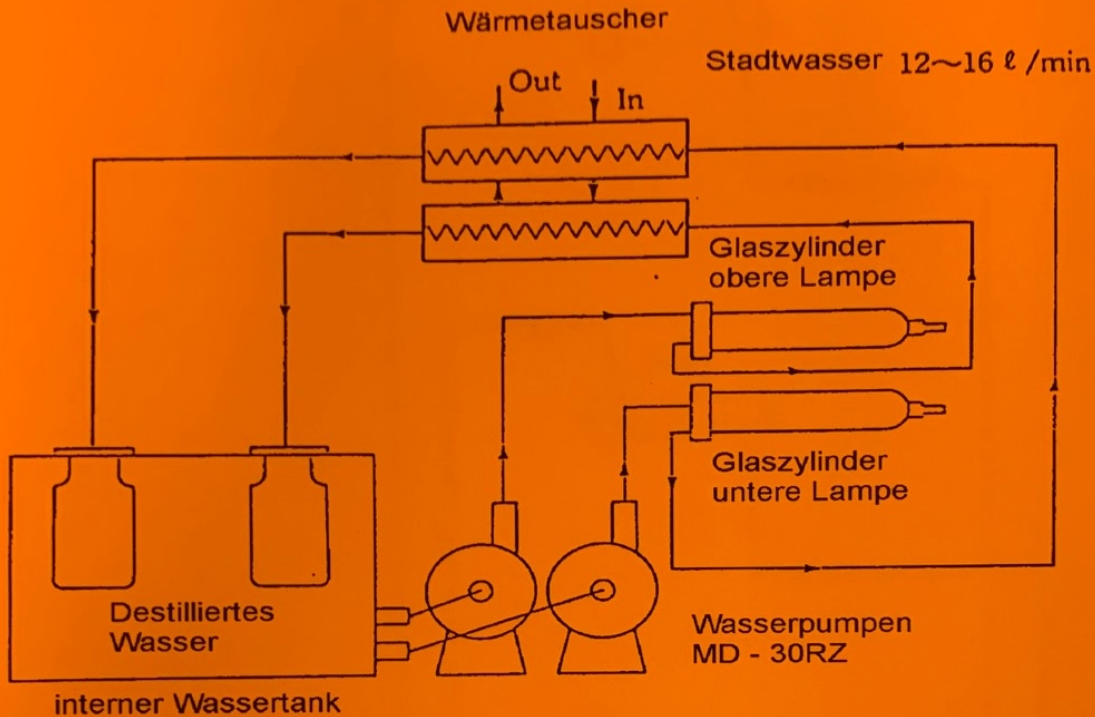 Wärmetauscher
Stadtwasser 12～16 ℓ/min
Out
In
Glaszylinder
obere Lampe
Glaszylinder
untere Lampe
Destilliertes
Wasser
Wasserpumpen
MD - 30RZ
interner Wassertank